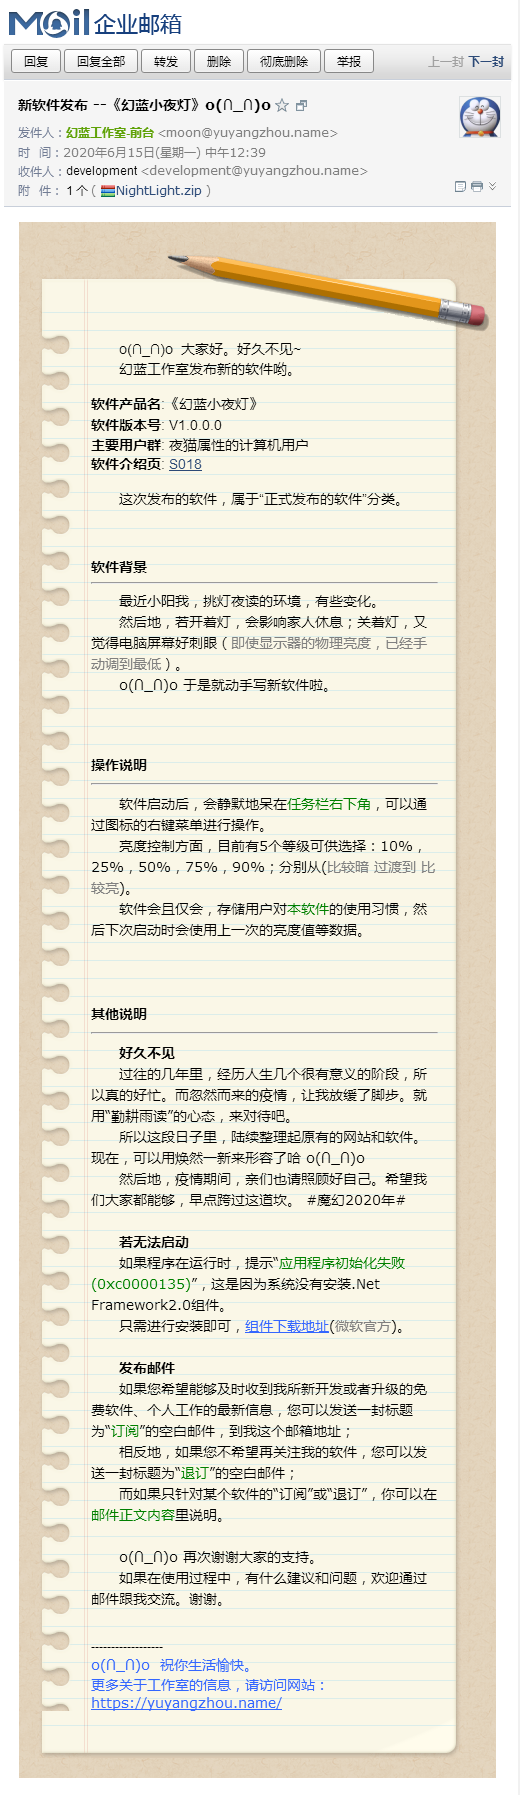 Mail 企业邮箱
回复 回复全部 转发 删除 彻底删除 举报 上一封 下一封
新软件发布 --《幻蓝小夜灯》o(∩_∩)o
发件人：幻蓝工作室-前台 <moon@yuyangzhou.name>
时 间：2020年6月15日(星期一) 中午12:39
收件人：development <development@yuyangzhou.name>
附 件：1 个 ( NightLight.zip )
o(∩_∩)o 大家好。好久不见~
幻蓝工作室发布新的软件哟。
软件产品名:《幻蓝小夜灯》
软件版本号: V1.0.0.0
主要用户群: 夜猫属性的计算机用户
软件介绍页: S018
这次发布的软件，属于“正式发布的软件”分类。
软件背景
最近小阳我，挑灯夜读的环境，有些变化。
然后地，若开着灯，会影响家人休息；关着灯，又
觉得电脑屏幕好刺眼（即使显示器的物理亮度，已经手
动调到最低）。
o(∩_∩)o 于是就动手写新软件啦。
操作说明
软件启动后，会静默地呆在任务栏右下角，可以通
过图标的右键菜单进行操作。
亮度控制方面，目前有5个等级可供选择：10%，
25%，50%，75%，90%；分别从(比较暗 过渡到 比
较亮)。
软件会且仅会，存储用户对本软件的使用习惯，然
后下次启动时会使用上一次的亮度值等数据。
其他说明
好久不见
过往的几年里，经历人生几个很有意义的阶段，所
以真的好忙。而忽然而来的疫情，让我放缓了脚步。就
用“勤耕雨读”的心态，来对待吧。
所以这段日子里，陆续整理起原有的网站和软件。
现在，可以用焕然一新来形容了哈 o(∩_∩)o
然后地，疫情期间，亲们也请照顾好自己。希望我
们大家都能够，早点跨过这道坎。 #魔幻2020年#
若无法启动
如果程序在运行时，提示“应用程序初始化失败
(0xc0000135)”，这是因为系统没有安装.Net
Framework2.0组件。
只需进行安装即可，组件下载地址(微软官方)。
发布邮件
如果您希望能够及时收到我所新开发或者升级的免
费软件、个人工作的最新信息，您可以发送一封标题
为“订阅”的空白邮件，到我这个邮箱地址；
相反地，如果您不希望再关注我的软件，您可以发
送一封标题为“退订”的空白邮件；
而如果只针对某个软件的“订阅”或“退订”，你可以在
邮件正文内容里说明。
o(∩_∩)o 再次谢谢大家的支持。
如果在使用过程中，有什么建议和问题，欢迎通过
邮件跟我交流。谢谢。
------------------
o(∩_∩)o 祝你生活愉快。
更多关于工作室的信息，请访问网站：
https://yuyangzhou.name/